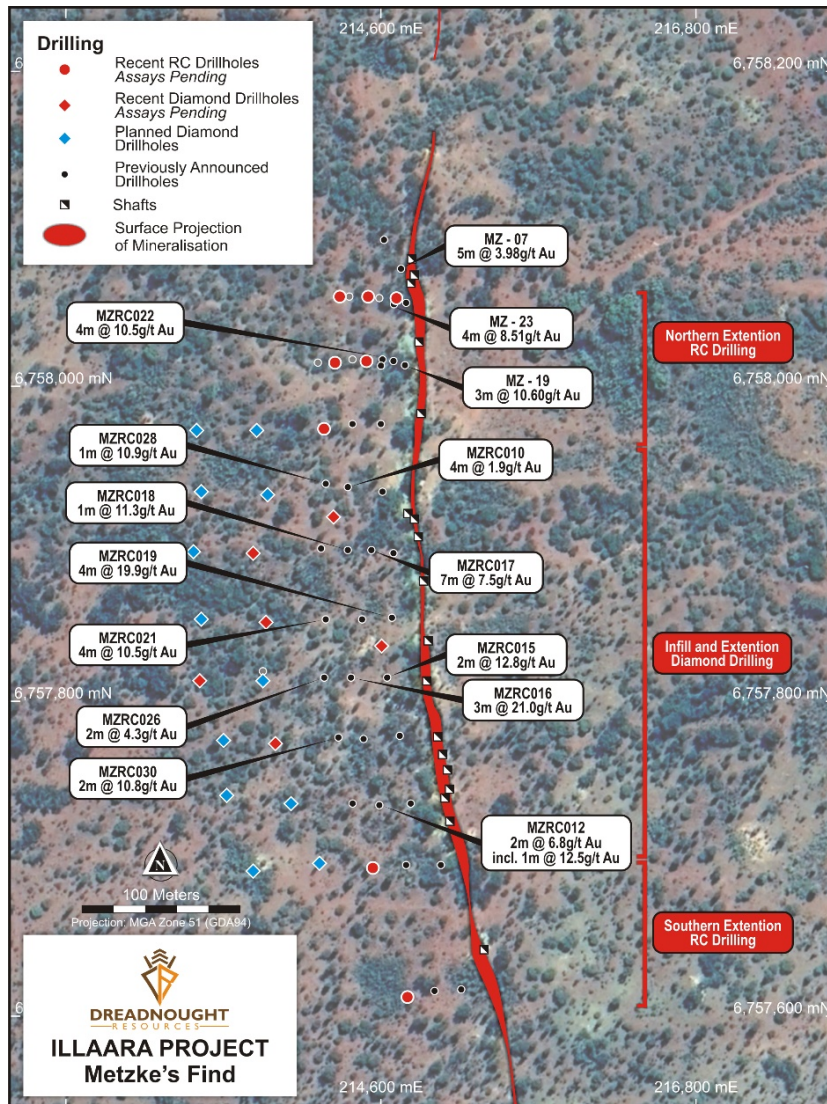 214,600 mE
216,800 mE
6,758,200 mN
Drilling
Recent RC Drillholes
Assays Pending
Recent Diamond Drillholes
Assays Pending
Planned Diamond
Drillholes
Previously Announced
Drillholes
Shafts
Surface Projection
of Mineralisation
MZ - 07
5m @ 3.98g/t Au
MZRC022
4m @ 10.5g/t Au
MZ - 23
4m @ 8.51g/t Au
Northern Extention
RC Drilling
6,758,000 mN
6,758,000 mN
MZ - 19
3m @ 10.60g/t Au
MZRC028
1m @ 10.9g/t Au
MZRC010
4m @ 1.9g/t Au
MZRC018
1m @ 11.3g/t Au
MZRC019
4m @ 19.9g/t Au
MZRC017
7m @ 7.5g/t Au
MZRC021
4m @ 10.5g/t Au
MZRC015
2m @ 12.8g/t Au
Infill and Extention
Diamond Drilling
MZRC016
3m @ 21.0g/t Au
6,757,800 mN
6,757,800 mN
MZRC026
2m @ 4.3g/t Au
MZRC030
2m @ 10.8g/t Au
MZRC012
2m @ 6.8g/t Au
incl. 1m @ 12.5g/t Au
N
100 Meters
Projection: MGA Zone 51 (GDA94)
Southern Extention
RC Drilling
DREADNOUGHT
RESOURCES
ILLAARA PROJECT
Metzke's Find
6,757,600 mN
214,600 mE
216,800 mE